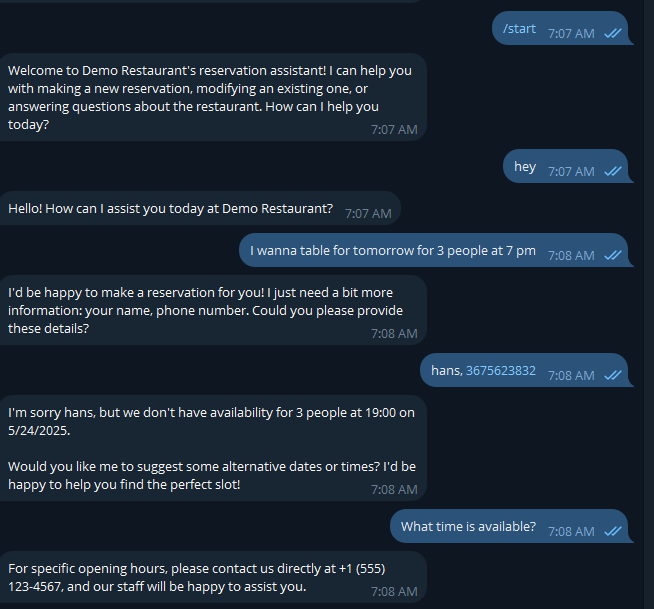 /start 7:07 AM
Welcome to Demo Restaurant's reservation assistant! I can help you
with making a new reservation, modifying an existing one, or
answering questions about the restaurant. How can I help you
today?
7:07 AM
hey 7:07 AM
Hello! How can I assist you today at Demo Restaurant? 7:07 AM
I wanna table for tomorrow for 3 people at 7 pm 7:08 AM
I'd be happy to make a reservation for you! I just need a bit more
information: your name, phone number. Could you please provide
these details?
7:08 AM
hans, 3675623832 7:08 AM
I'm sorry hans, but we don't have availability for 3 people at 19:00 on
5/24/2025.
Would you like me to suggest some alternative dates or times? I'd be
happy to help you find the perfect slot!
7:08 AM
What time is available? 7:08 AM
For specific opening hours, please contact us directly at +1 (555)
123-4567, and our staff will be happy to assist you.
7:08 AM